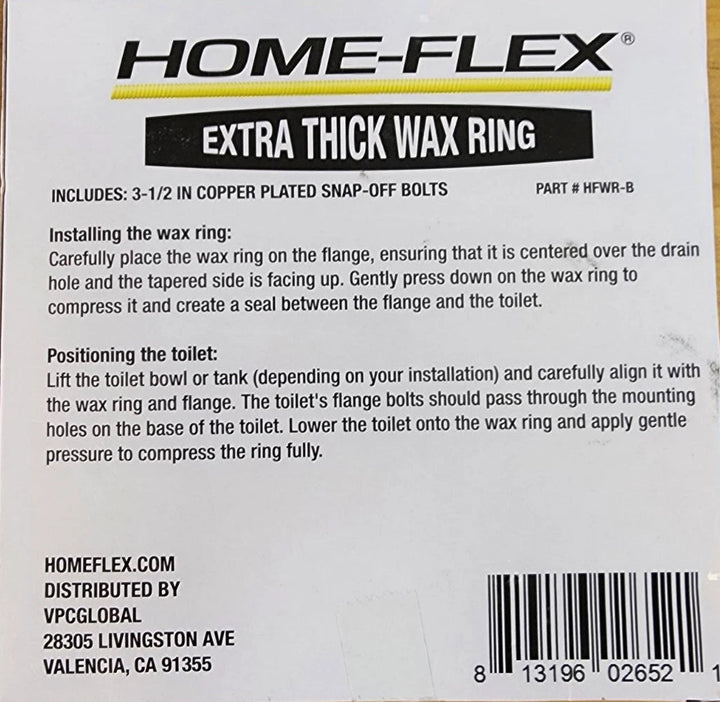 HOME-FLEX®
EXTRA THICK WAX RING
INCLUDES: 3-1/2 IN COPPER PLATED SNAP-OFF BOLTS PART # HFWR-B
Installing the wax ring:
Carefully place the wax ring on the flange, ensuring that it is centered over the drain
hole and the tapered side is facing up. Gently press down on the wax ring to
compress it and create a seal between the flange and the toilet.
Positioning the toilet:
Lift the toilet bowl or tank (depending on your installation) and carefully align it with
the wax ring and flange. The toilet's flange bolts should pass through the mounting
holes on the base of the toilet. Lower the toilet onto the wax ring and apply gentle
pressure to compress the ring fully.
HOMEFLEX.COM
DISTRIBUTED BY
VPCGLOBAL
28305 LIVINGSTON AVE
VALENCIA, CA 91355
8 13196 02652 1